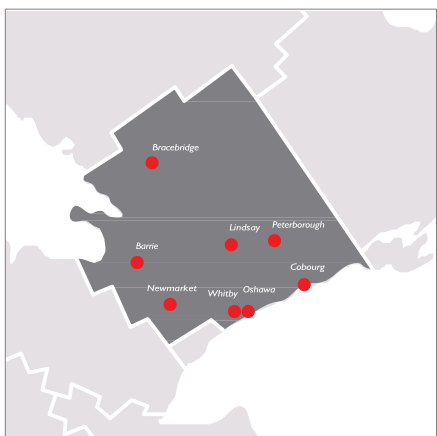 Bracebridge
Lindsay
Peterborough
Barrie
Cobourg
Newmarket
Whitby
Oshawa